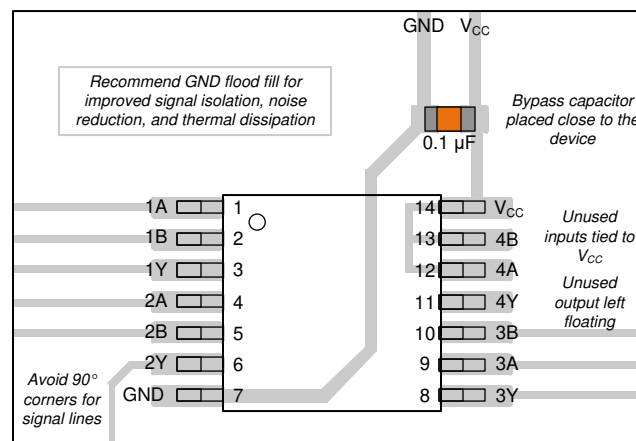 GND VCC
Recommend GND flood fill for
improved signal isolation, noise
reduction, and thermal dissipation
Bypass capacitor
placed close to the
device
0.1 µF
1A 1 14 VCC
1B 2 13 4B
1Y 3 12 4A
2A 4 11 4Y
2B 5 10 3B
2Y 6 9 3A
GND 7 8 3Y
Unused
inputs tied to
VCC
Unused
output left
floating
Avoid 90°
corners for
signal lines